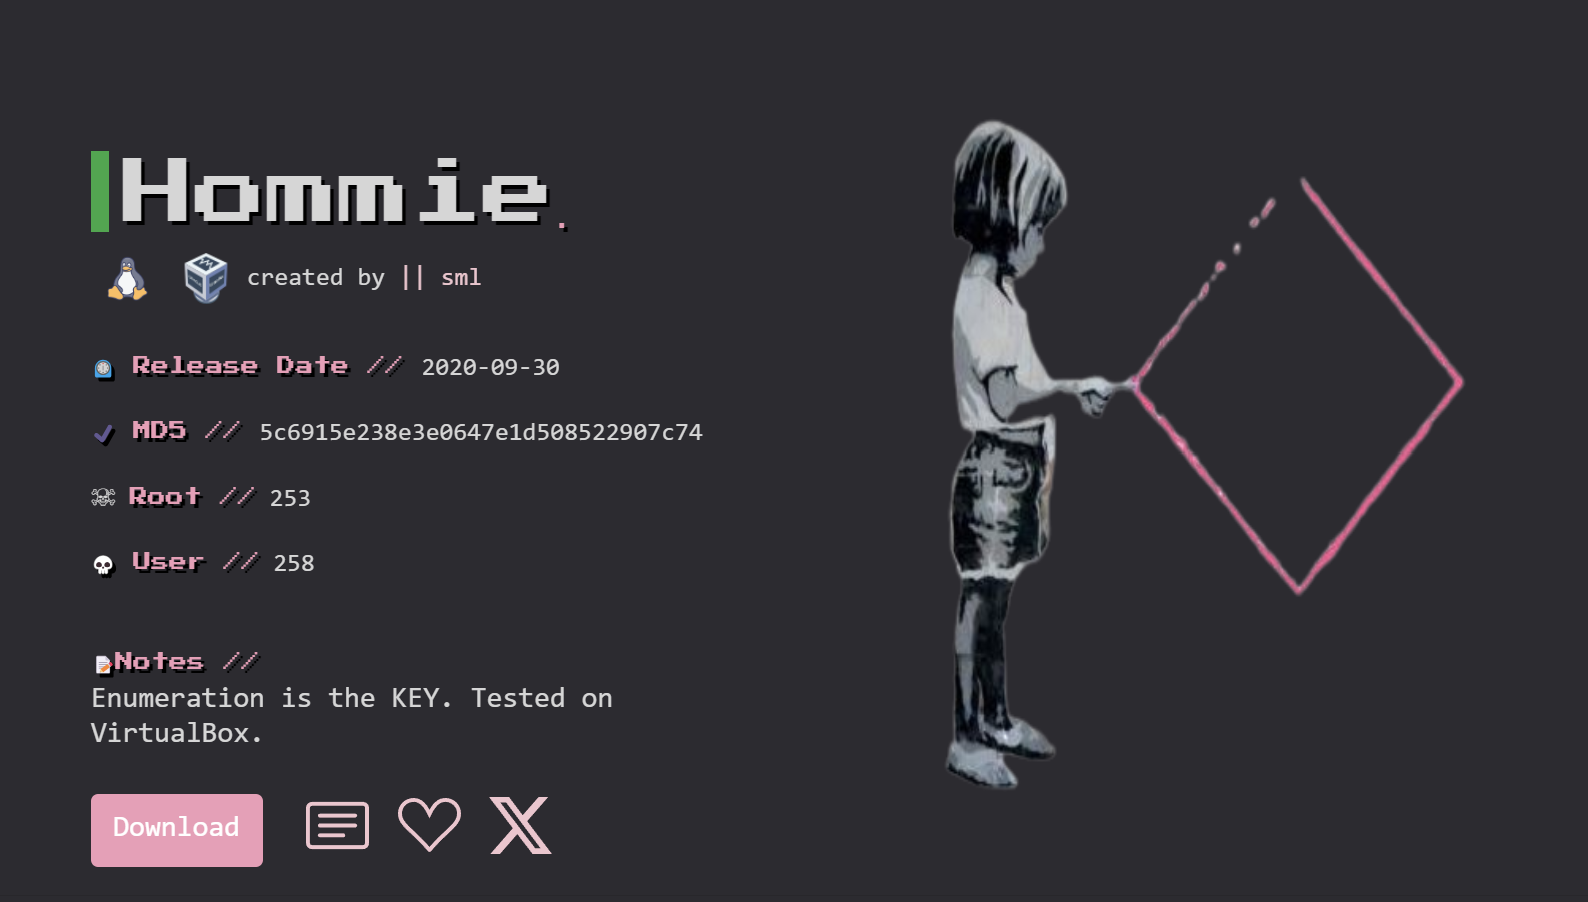 Hommie.
created by || sml
Release Date // 2020-09-30
MD5 // 5c6915e238e3e0647e1d508522907c74
Root // 253
User // 258
Notes //
Enumeration is the KEY. Tested on
VirtualBox.
Download